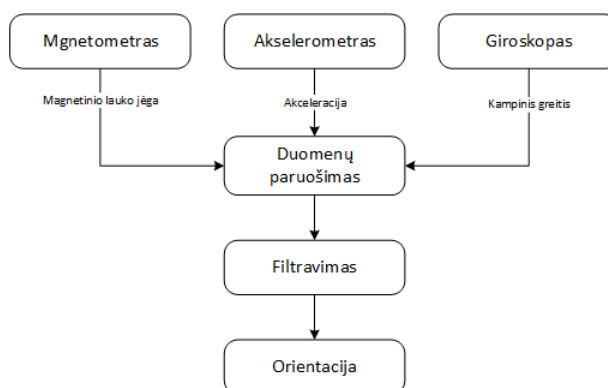 Mgnetometras
Akselerometras
Giroskopas
Magnetinio lauko jėga
Akceleracija
Kampinis greitis
Duomenų
paruošimas
Filtravimas
Orientacija